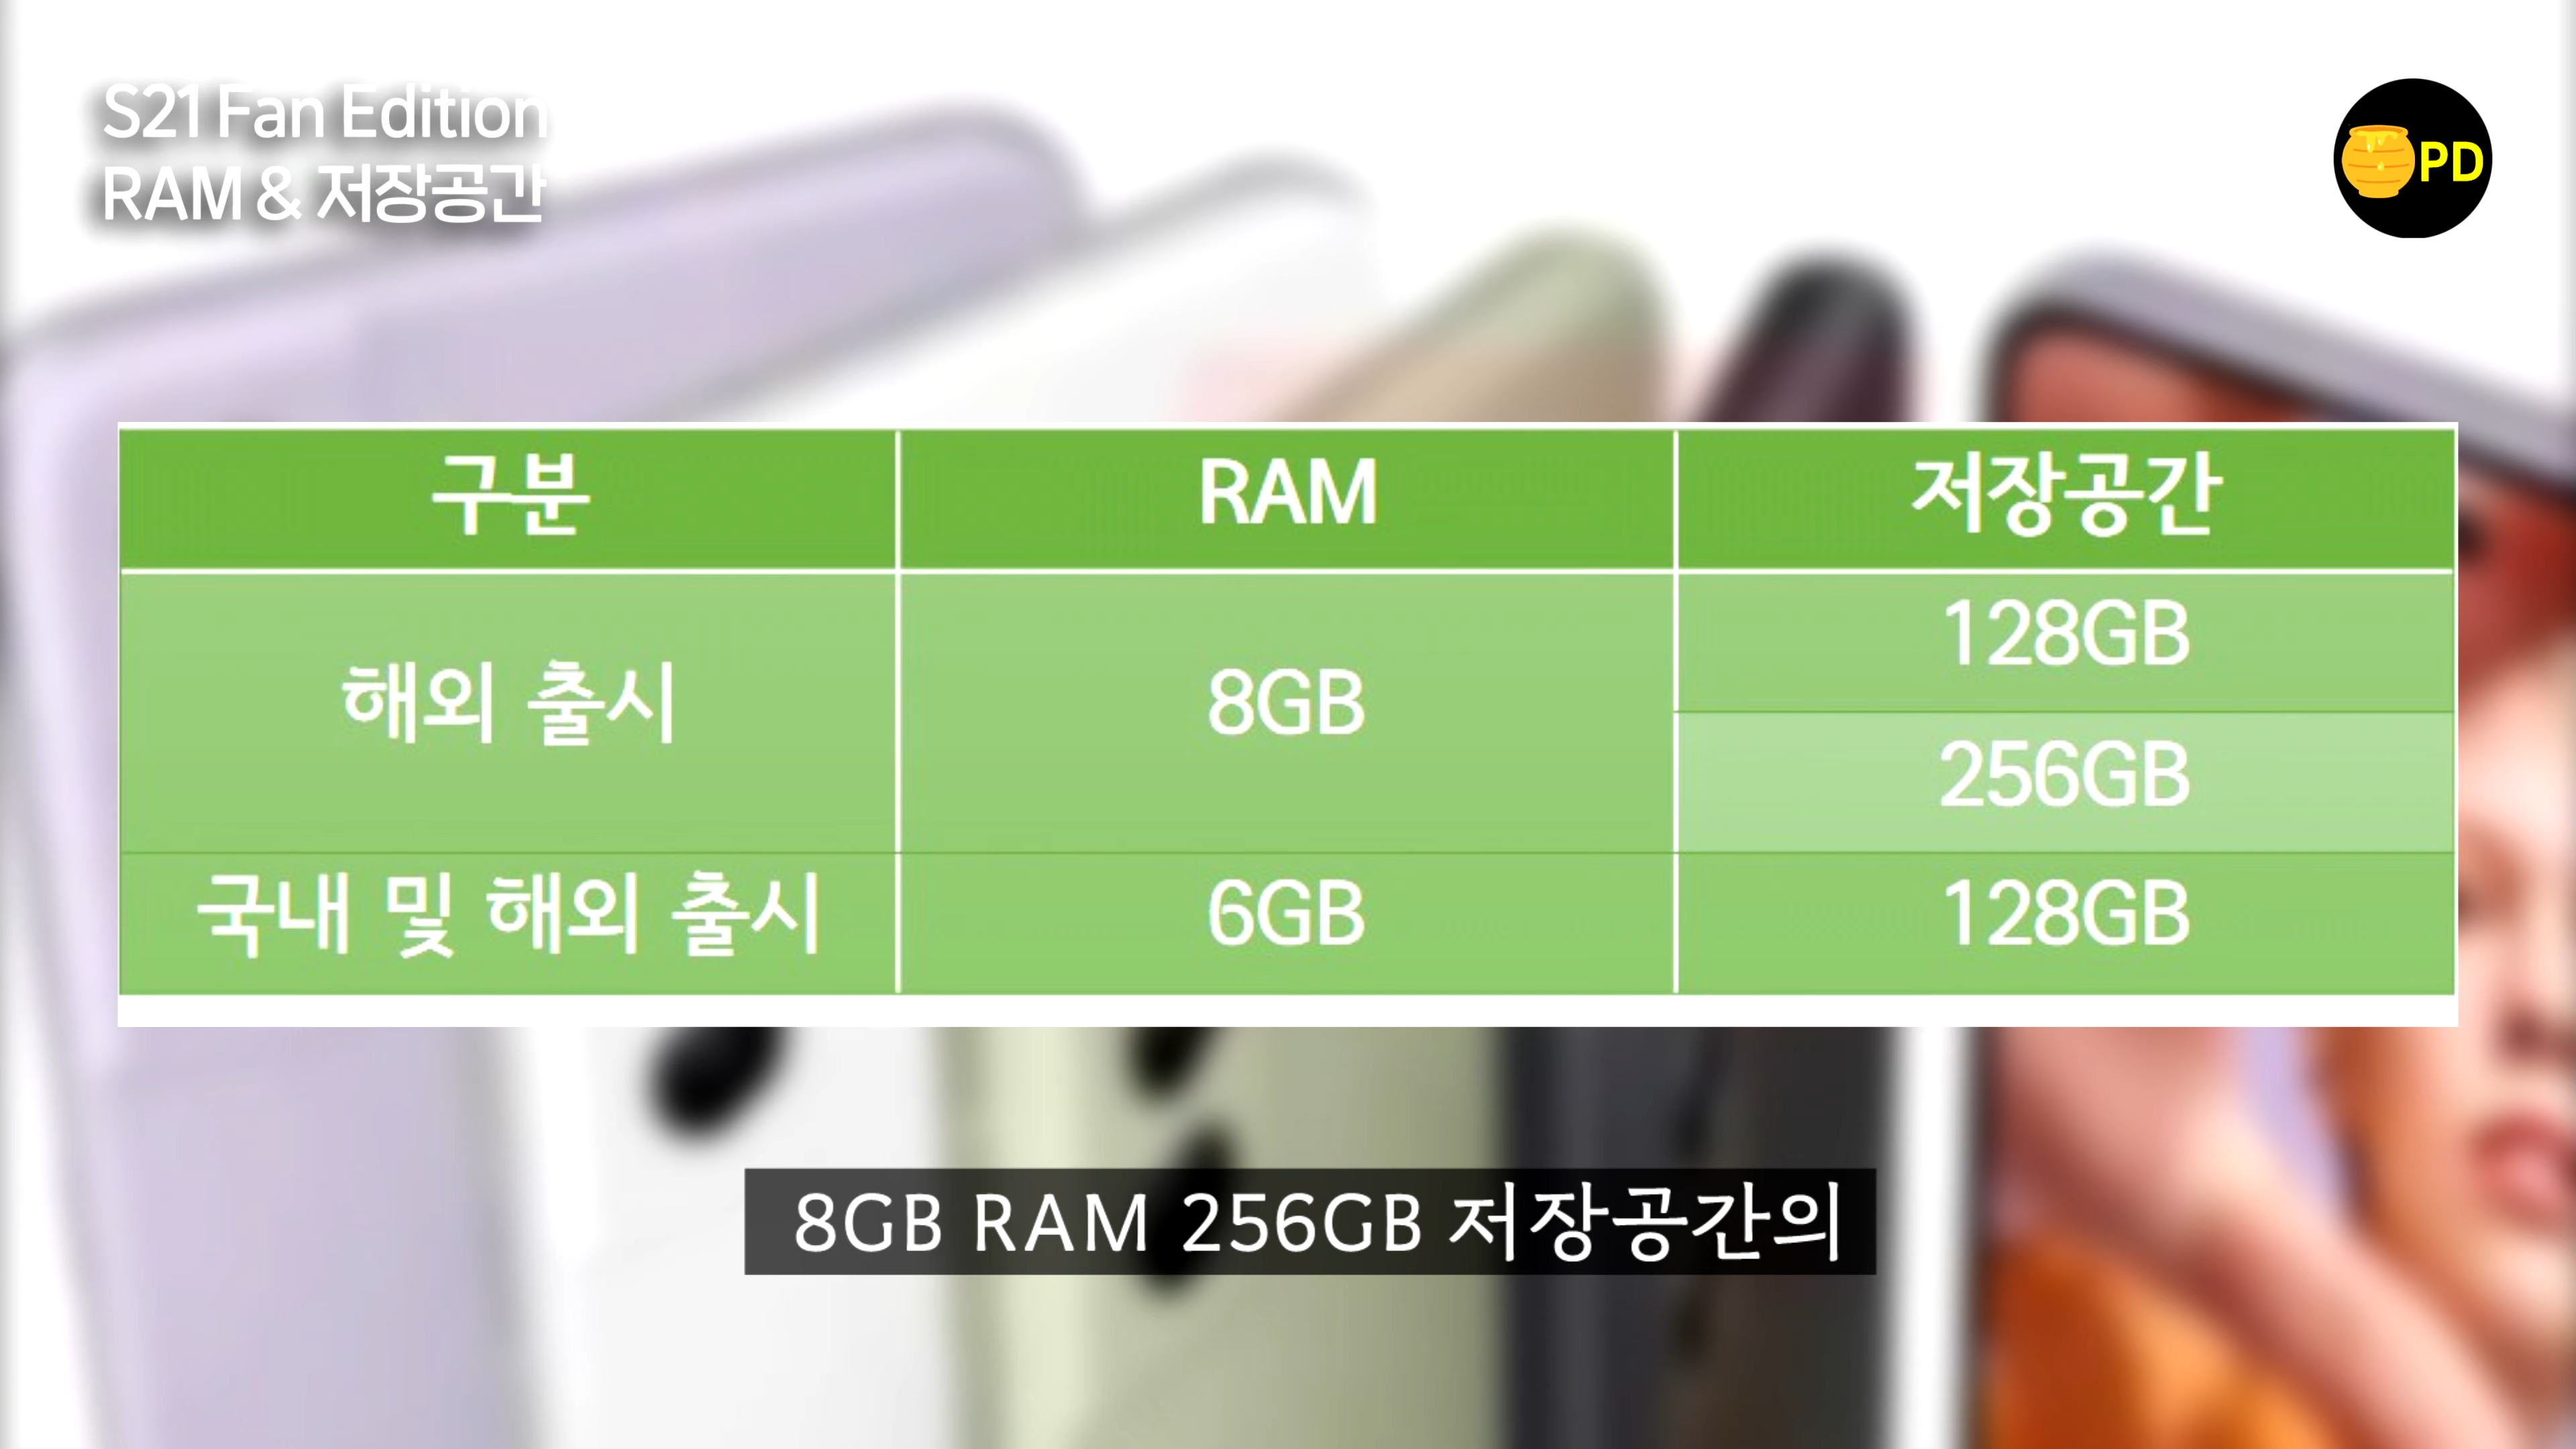 S21 Fan Edition
RAM & 저장공간
PD
구분 RAM 저장공간
해외 출시 8GB 128GB
256GB
국내 및 해외 출시 6GB 128GB
8GB RAM 256GB 저장공간의